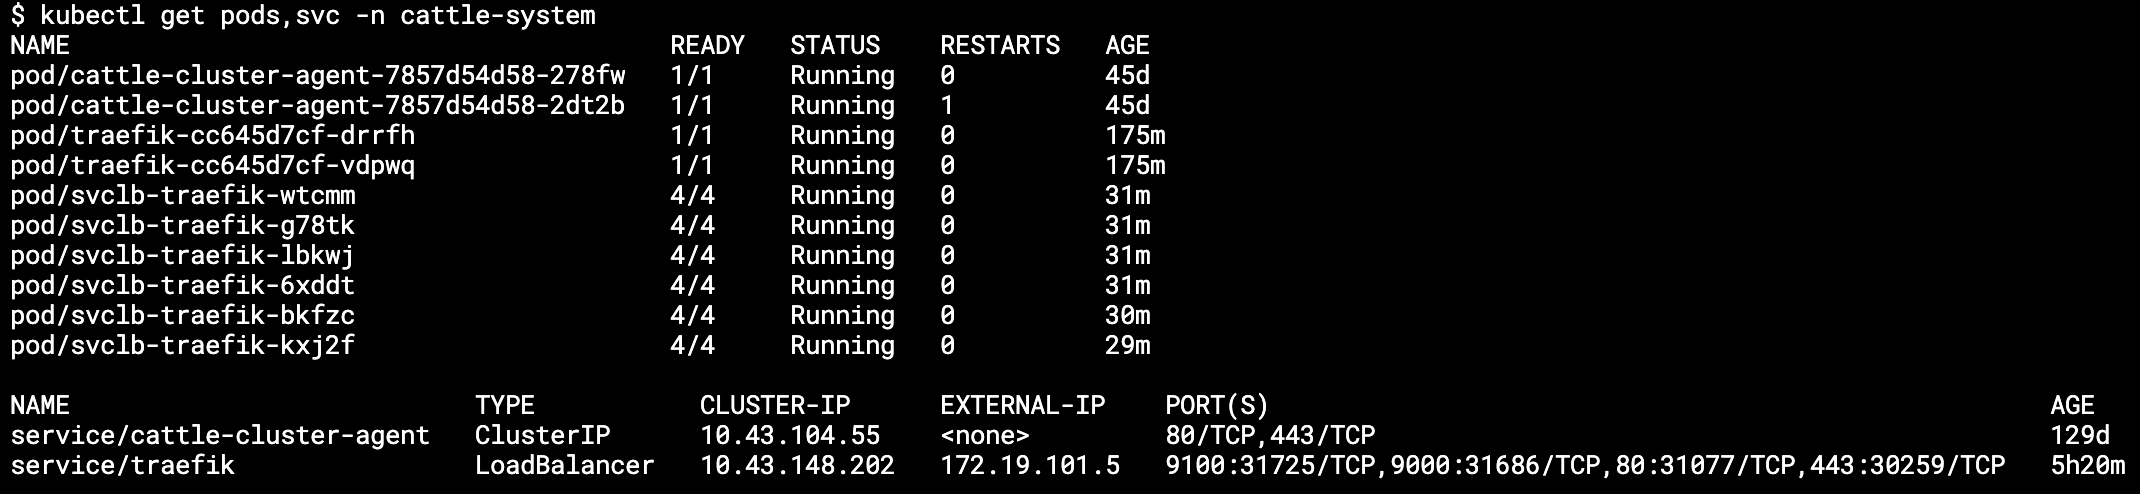 $ kubectl get pods,svc -n cattle-system
NAME READY STATUS RESTARTS AGE
pod/cattle-cluster-agent-7857d54d58-278fw 1/1 Running 0 45d
pod/cattle-cluster-agent-7857d54d58-2dt2b 1/1 Running 1 45d
pod/traefik-cc645d7cf-drrfh 1/1 Running 0 175m
pod/traefik-cc645d7cf-vdpwq 1/1 Running 0 175m
pod/svclb-traefik-wtcmm 4/4 Running 0 31m
pod/svclb-traefik-g78tk 4/4 Running 0 31m
pod/svclb-traefik-lbkwj 4/4 Running 0 31m
pod/svclb-traefik-6xddt 4/4 Running 0 31m
pod/svclb-traefik-bkfzc 4/4 Running 0 30m
pod/svclb-traefik-kxj2f 4/4 Running 0 29m
NAME TYPE CLUSTER-IP EXTERNAL-IP PORT(S) AGE
service/cattle-cluster-agent ClusterIP 10.43.104.55 <none> 80/TCP,443/TCP 129d
service/traefik LoadBalancer 10.43.148.202 172.19.101.5 9100:31725/TCP,9000:31686/TCP,80:31077/TCP,443:30259/TCP 5h20m